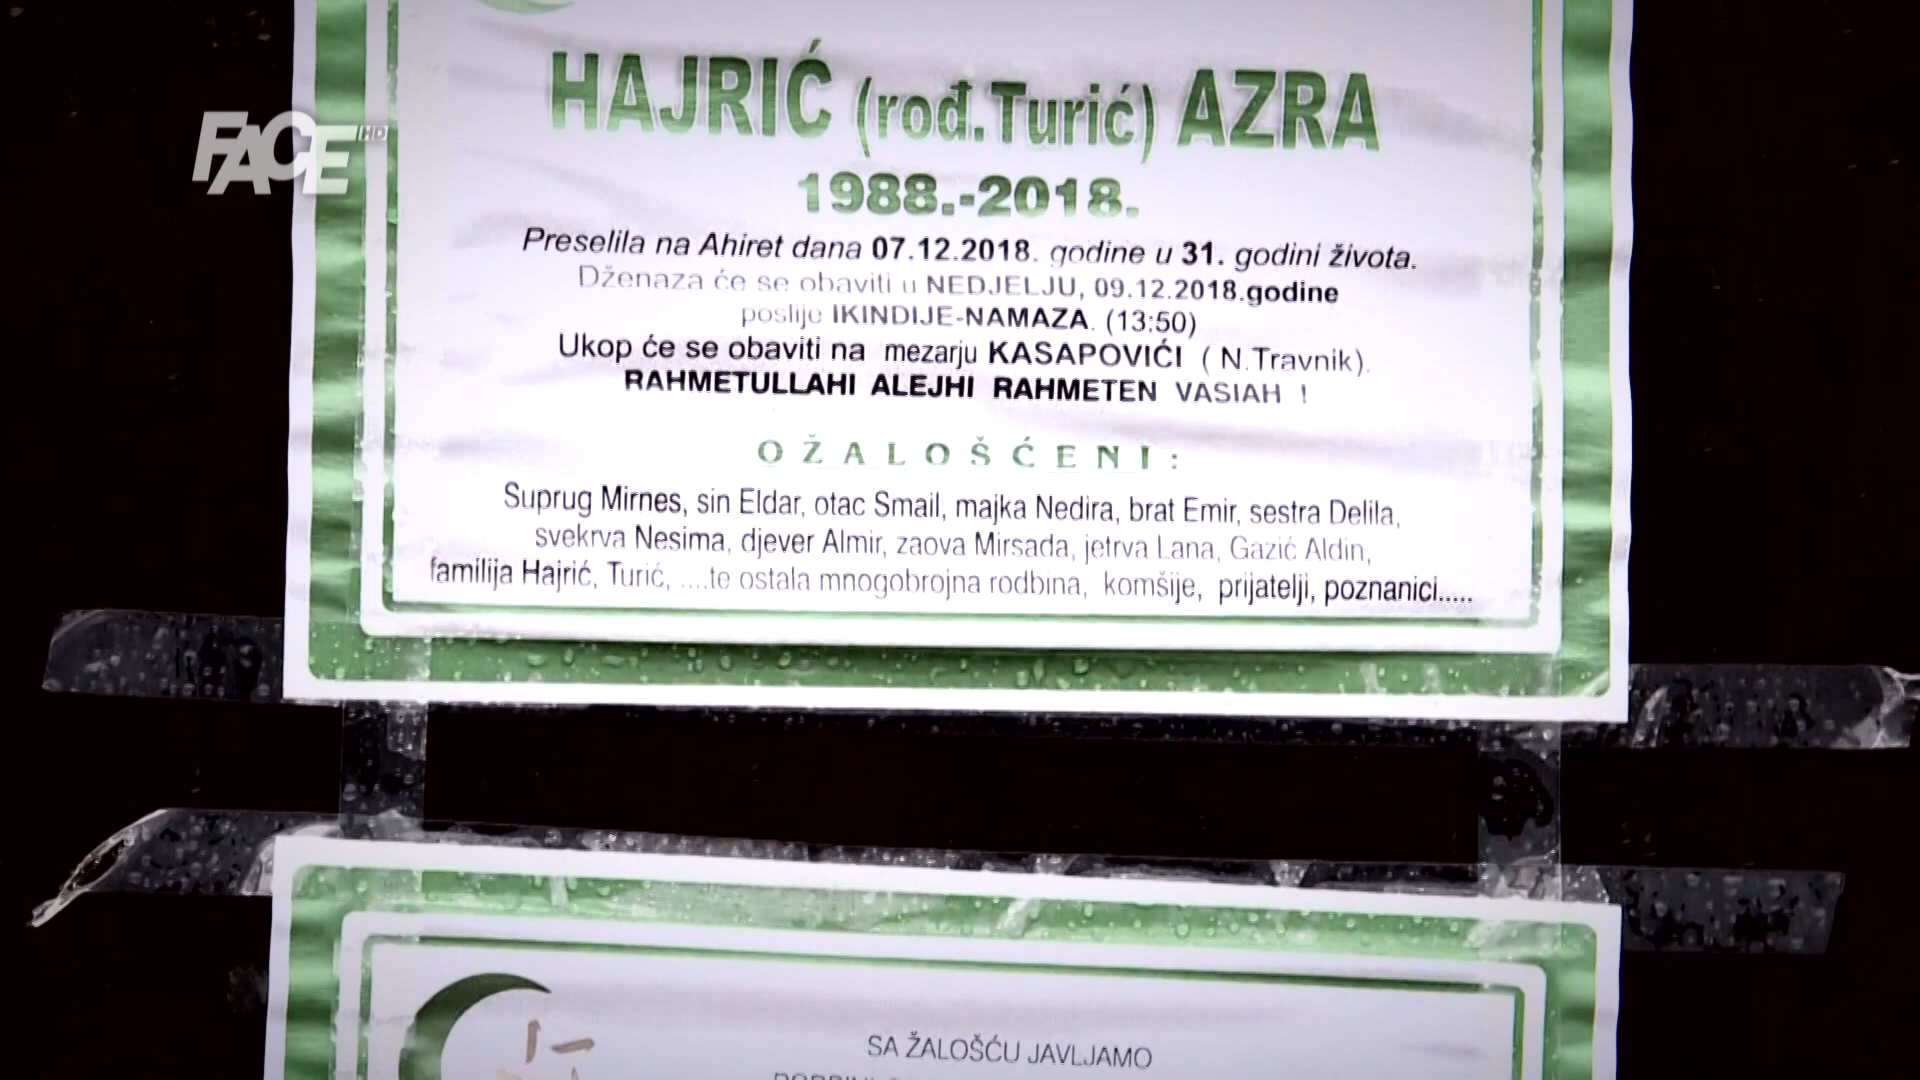 HAJRIĆ (rođ.Turić) AZRA
FACE HD
1988.-2018.
Preselila na Ahiret dana 07.12.2018. godine u 31. godini života.
Dženaza će se obaviti u NEDJELJU, 09.12.2018.godine
poslije IKINDIJE-NAMAZA. (13:50)
Ukop će se obaviti na mezarju KASAPOVIĆI ( N.Travnik).
RAHMETULLAHI ALEJHI RAHMETEN VASIAH !
OŽALOŠĆENI:
Suprug Mirnes, sin Eldar, otac Smail, majka Nedira, brat Emir, sestra Delila,
svekrva Nesima, djever Almir, zaova Mirsada, jetrva Lana, Gazić Aldin,
familija Hajrić, Turić, ....te ostala mnogobrojna rodbina, komšije, prijatelji, poznanici.....
SA ŽALOŠĆU JAVLJAMO